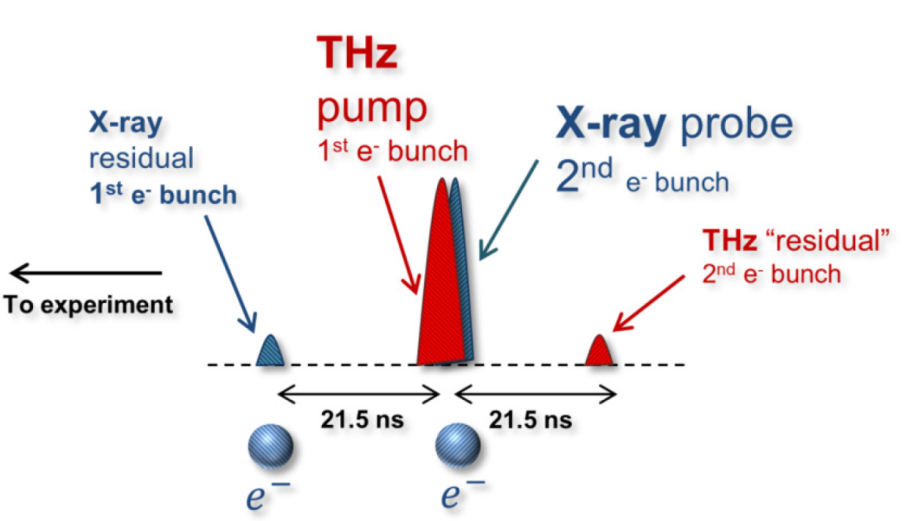 THz
pump
1st e- bunch
X-ray
residual
1st e- bunch
X-ray probe
2nd e- bunch
THz “residual”
2nd e- bunch
To experiment
21.5 ns
21.5 ns
e−
e−